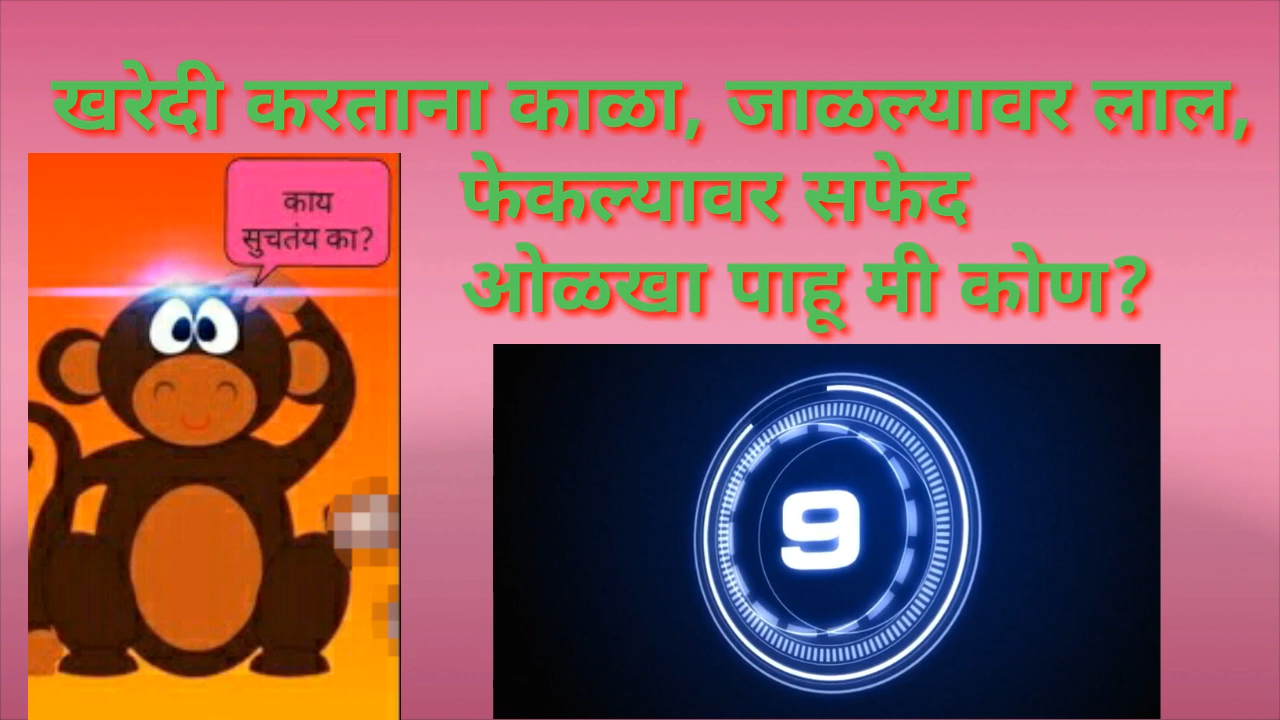 खरेदी करताना काळा, जाळल्यावर लाल,
फेकल्यावर सफेद
ओळखा पाहू मी कोण?
काय
सुचतंय का?
9